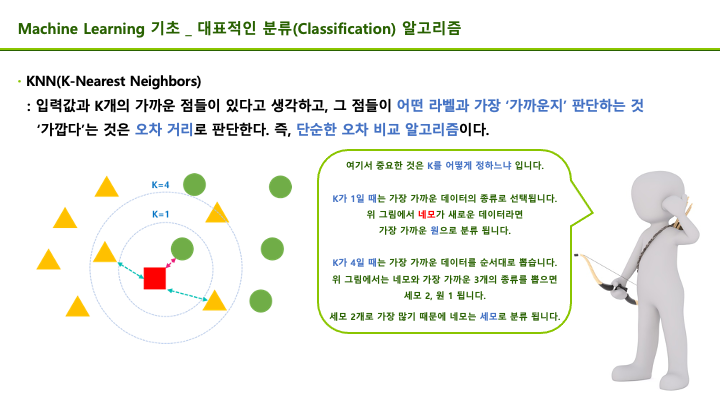 Machine Learning 기초 _ 대표적인 분류(Classification) 알고리즘
· KNN(K-Nearest Neighbors)
: 입력값과 K개의 가까운 점들이 있다고 생각하고, 그 점들이 어떤 라벨과 가장 ‘가까운지’ 판단하는 것
‘가깝다’는 것은 오차 거리로 판단한다. 즉, 단순한 오차 비교 알고리즘이다.
K=4
K=1
여기서 중요한 것은 K를 어떻게 정하느냐 입니다.
K가 1일 때는 가장 가까운 데이터의 종류로 선택됩니다.
위 그림에서 네모가 새로운 데이터라면
가장 가까운 원으로 분류 됩니다.
K가 4일 때는 가장 가까운 데이터를 순서대로 뽑습니다.
위 그림에서는 네모와 가장 가까운 3개의 종류를 뽑으면
세모 2, 원 1 됩니다.
세모 2개로 가장 많기 때문에 네모는 세모로 분류 됩니다.